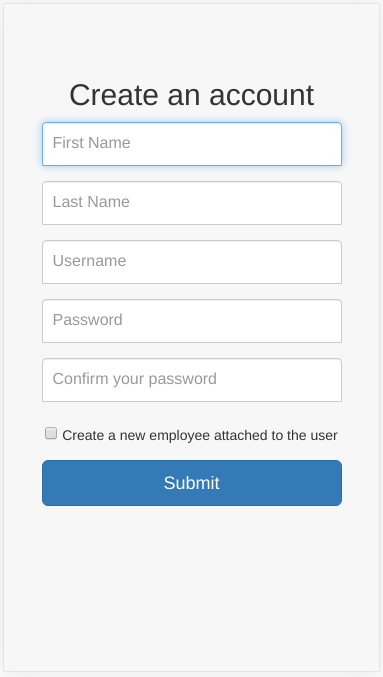 Create an account
First Name
Last Name
Username
Password
Confirm your password
Create a new employee attached to the user
Submit